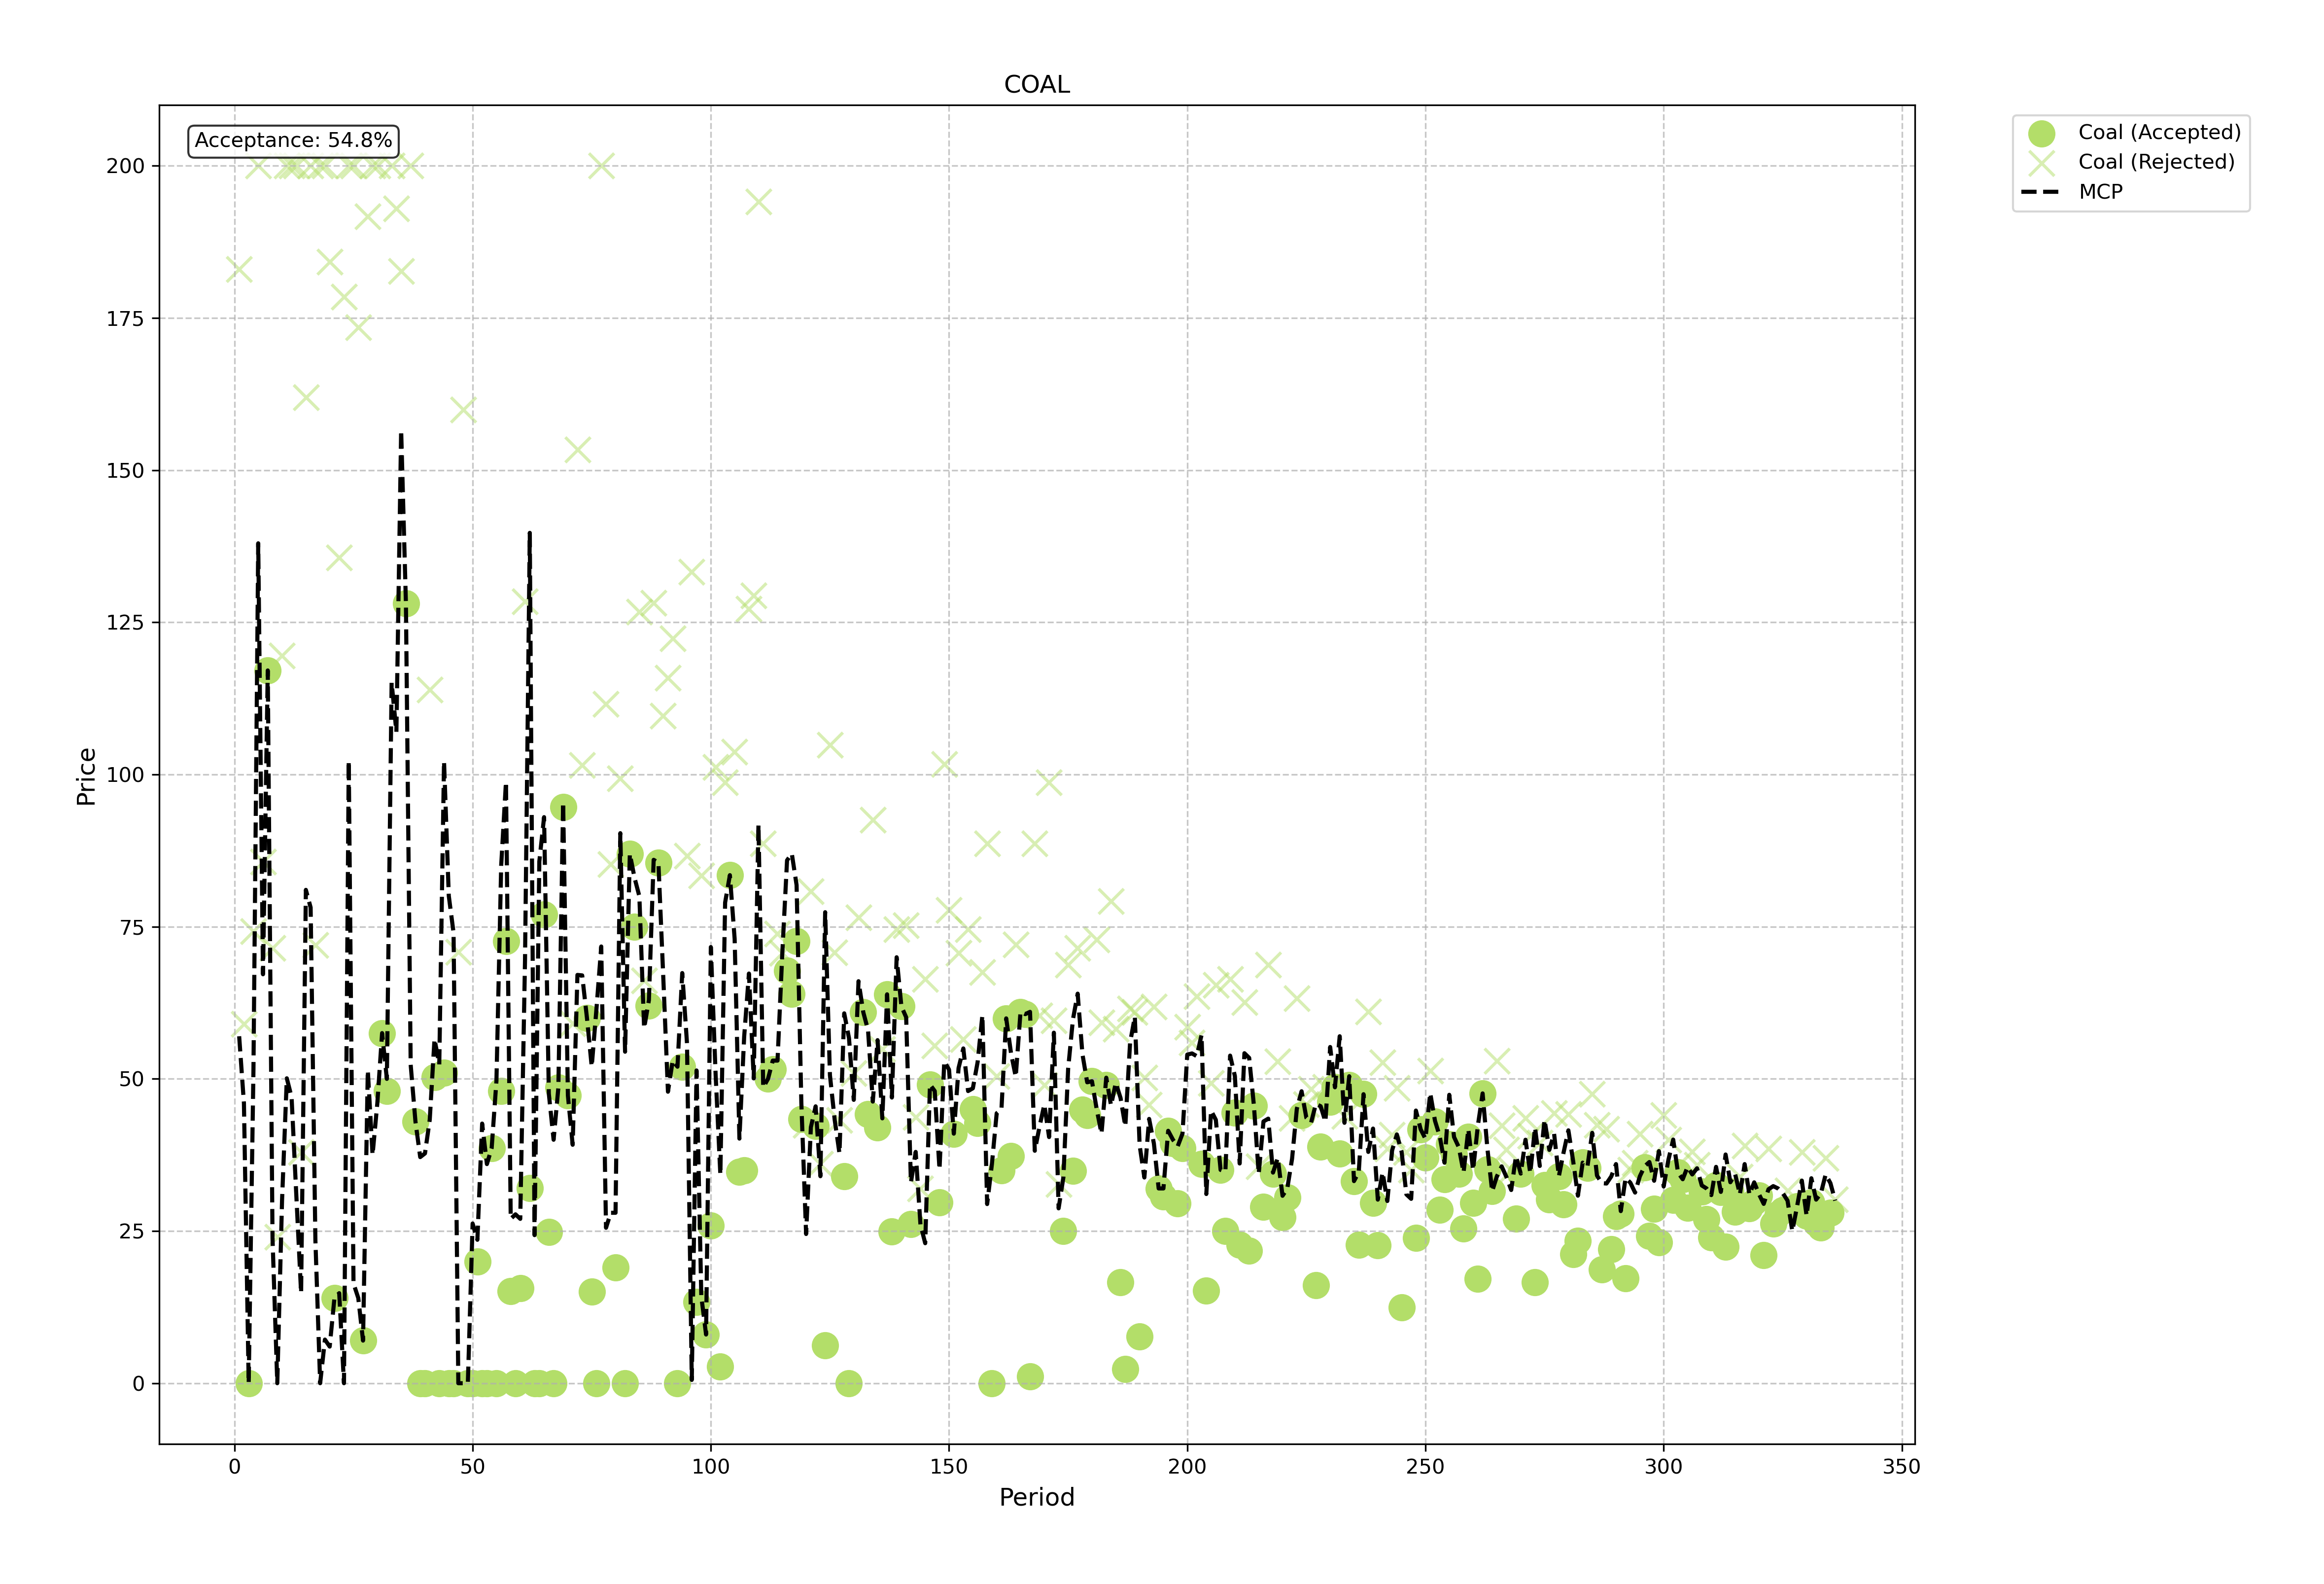 COAL
Acceptance: 54.8%
Coal (Accepted)
Coal (Rejected)
MCP
200
175
150
125
100
75
50
25
0
Price
0 50 100 150 200 250 300 350
Period